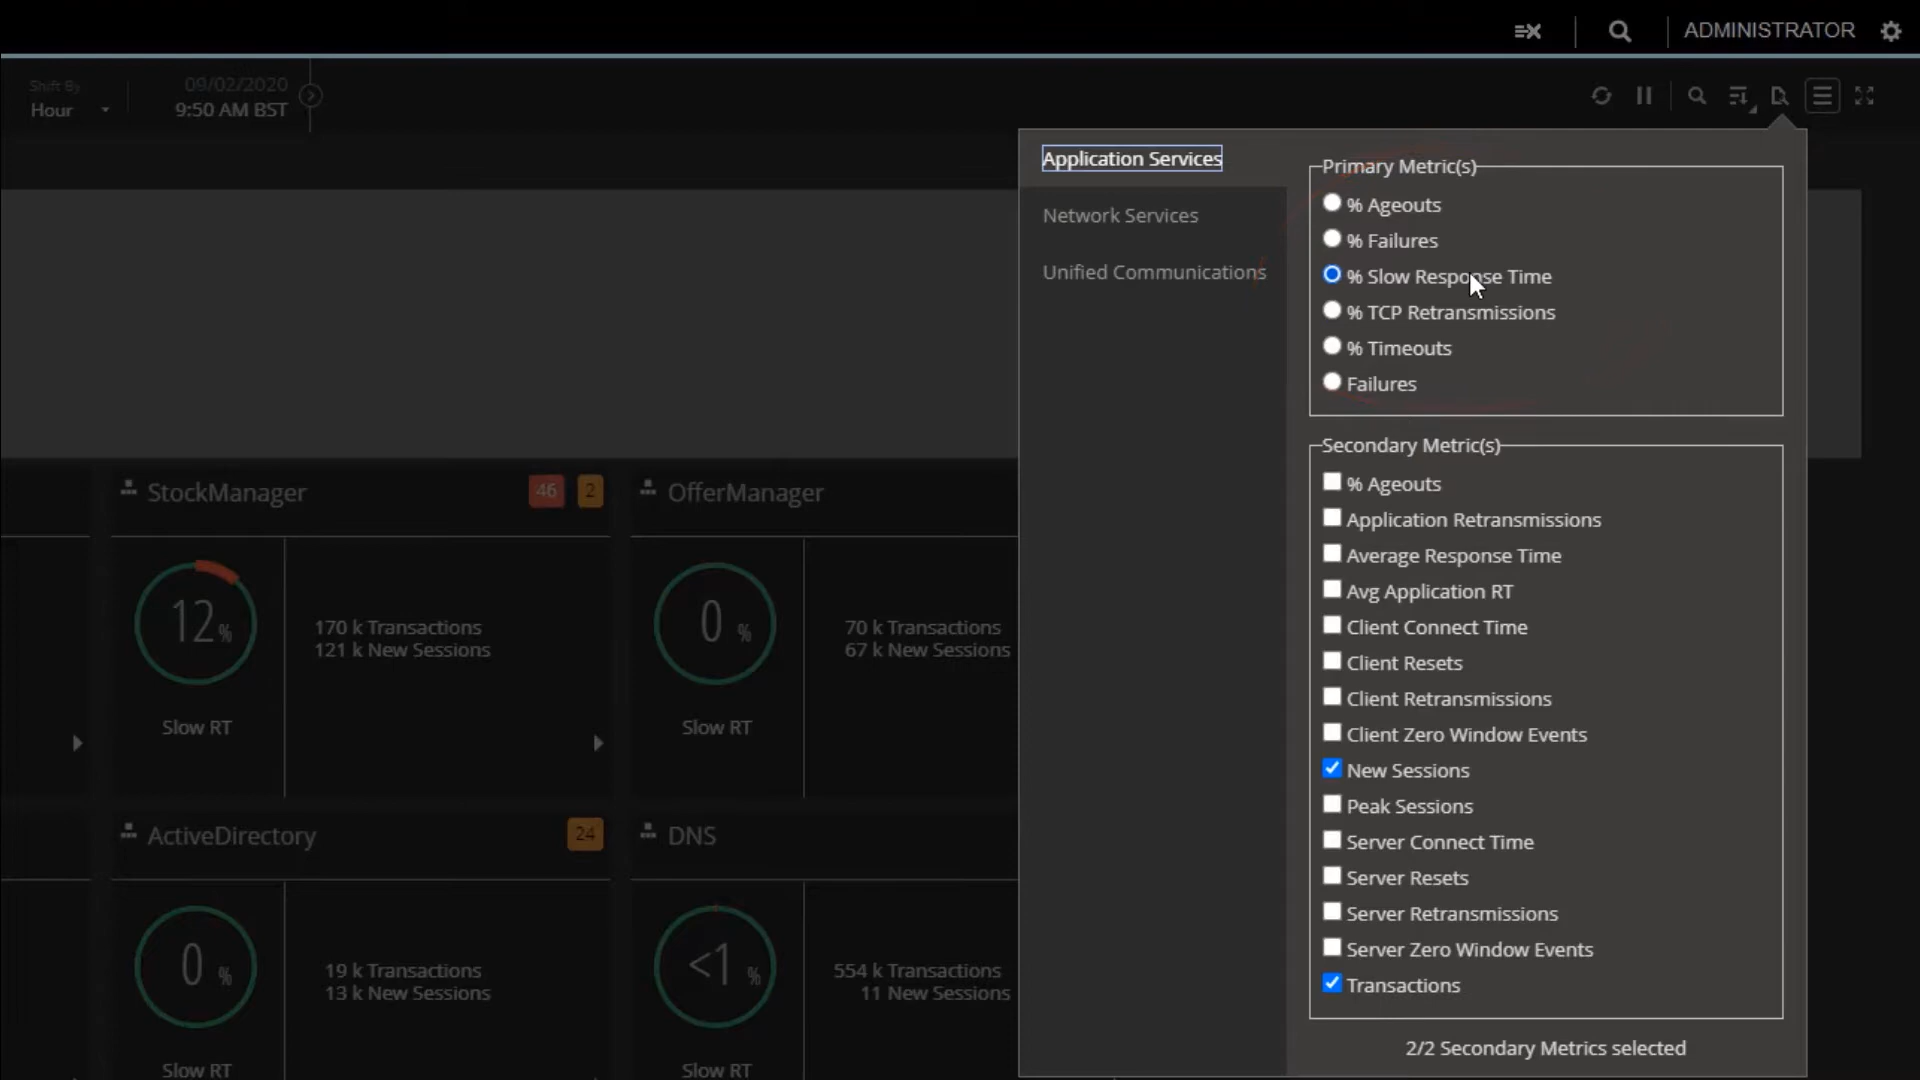 ADMINISTRATOR
Shift By
Hour
09/02/2020
9:50 AM BST
Application Services
Network Services
Unified Communications
Primary Metric(s)
% Ageouts
% Failures
% Slow Response Time
% TCP Retransmissions
% Timeouts
Failures
Secondary Metric(s)
% Ageouts
Application Retransmissions
Average Response Time
Avg Application RT
Client Connect Time
Client Resets
Client Retransmissions
Client Zero Window Events
New Sessions
Peak Sessions
Server Connect Time
Server Resets
Server Retransmissions
Server Zero Window Events
Transactions
2/2 Secondary Metrics selected
StockManager
46
2
12 %
Slow RT
170 k Transactions
121 k New Sessions
OfferManager
0 %
Slow RT
70 k Transactions
67 k New Sessions
ActiveDirectory
24
0 %
Slow RT
19 k Transactions
13 k New Sessions
DNS
<1 %
Slow RT
554 k Transactions
11 New Sessions